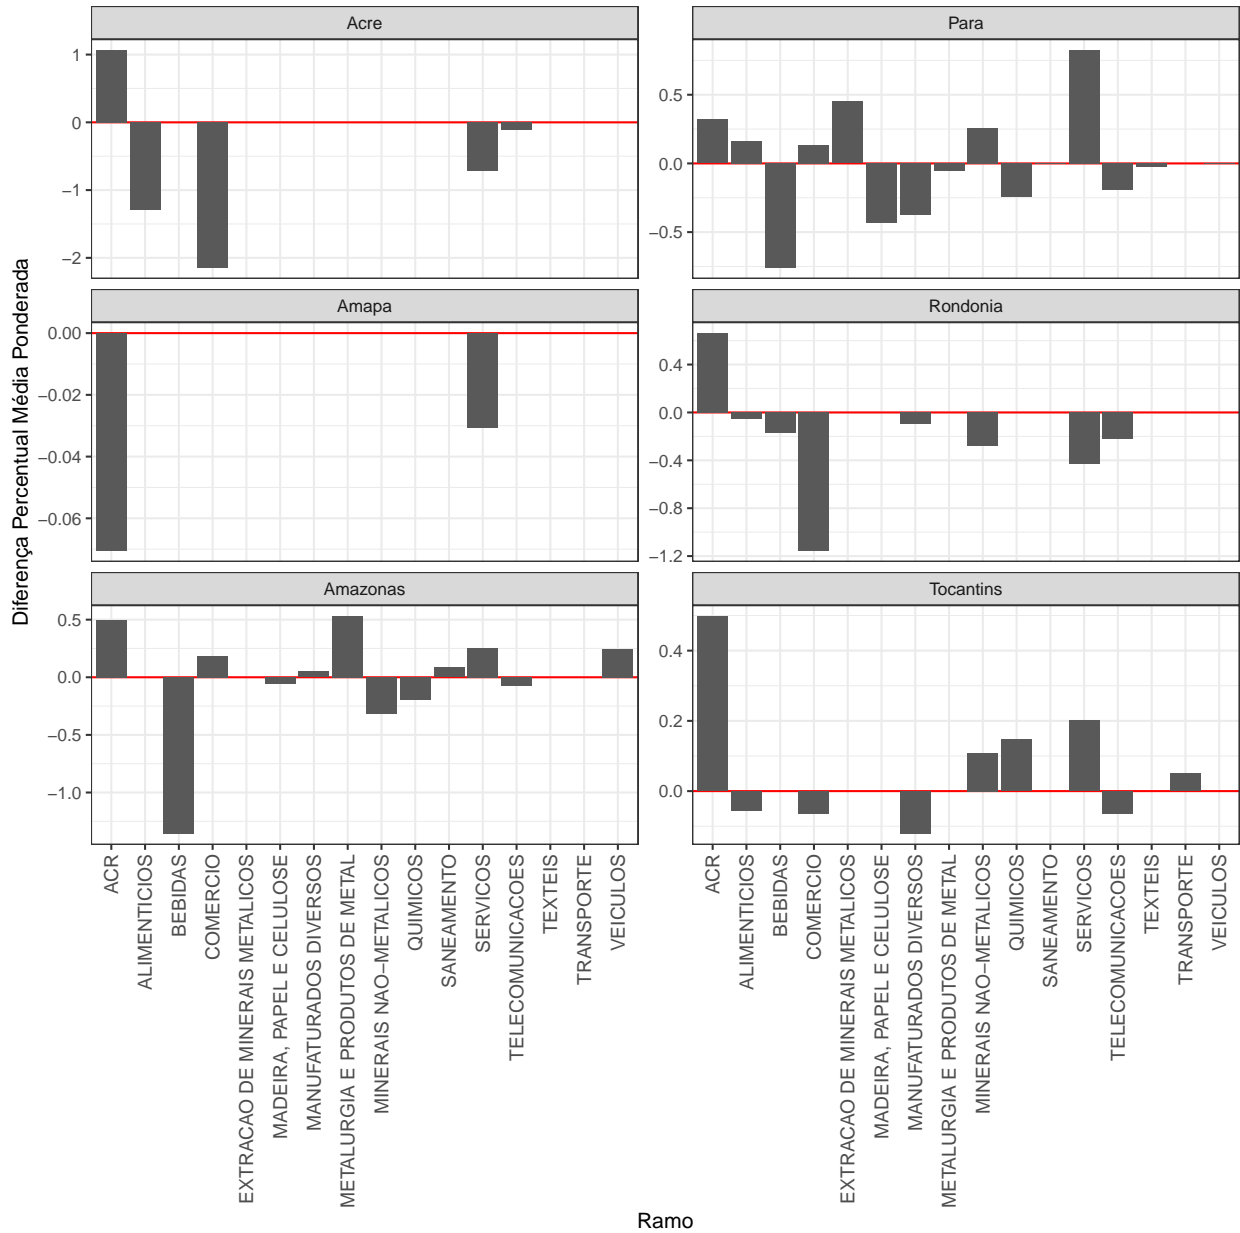 Diferença Percentual Média Ponderada
Acre
1
0
−1
−2
Para
0.5
0.0
−0.5
Amapa
0.00
−0.02
−0.04
−0.06
Rondonia
0.4
0.0
−0.4
−0.8
−1.2
Amazonas
0.5
0.0
−0.5
−1.0
Tocantins
0.4
0.2
0.0
ACR
ALIMENTICIOS
BEBIDAS
COMERCIO
EXTRACAO DE MINERAIS METALICOS
MADEIRA, PAPEL E CELULOSE
MANUFATURADOS DIVERSOS
METALURGIA E PRODUTOS DE METAL
MINERAIS NAO−METALICOS
QUIMICOS
SANEAMENTO
SERVICOS
TELECOMUNICACOES
TEXTEIS
TRANSPORTE
VEICULOS
ACR
ALIMENTICIOS
BEBIDAS
COMERCIO
EXTRACAO DE MINERAIS METALICOS
MADEIRA, PAPEL E CELULOSE
MANUFATURADOS DIVERSOS
METALURGIA E PRODUTOS DE METAL
MINERAIS NAO−METALICOS
QUIMICOS
SANEAMENTO
SERVICOS
TELECOMUNICACOES
TEXTEIS
TRANSPORTE
VEICULOS
Ramo